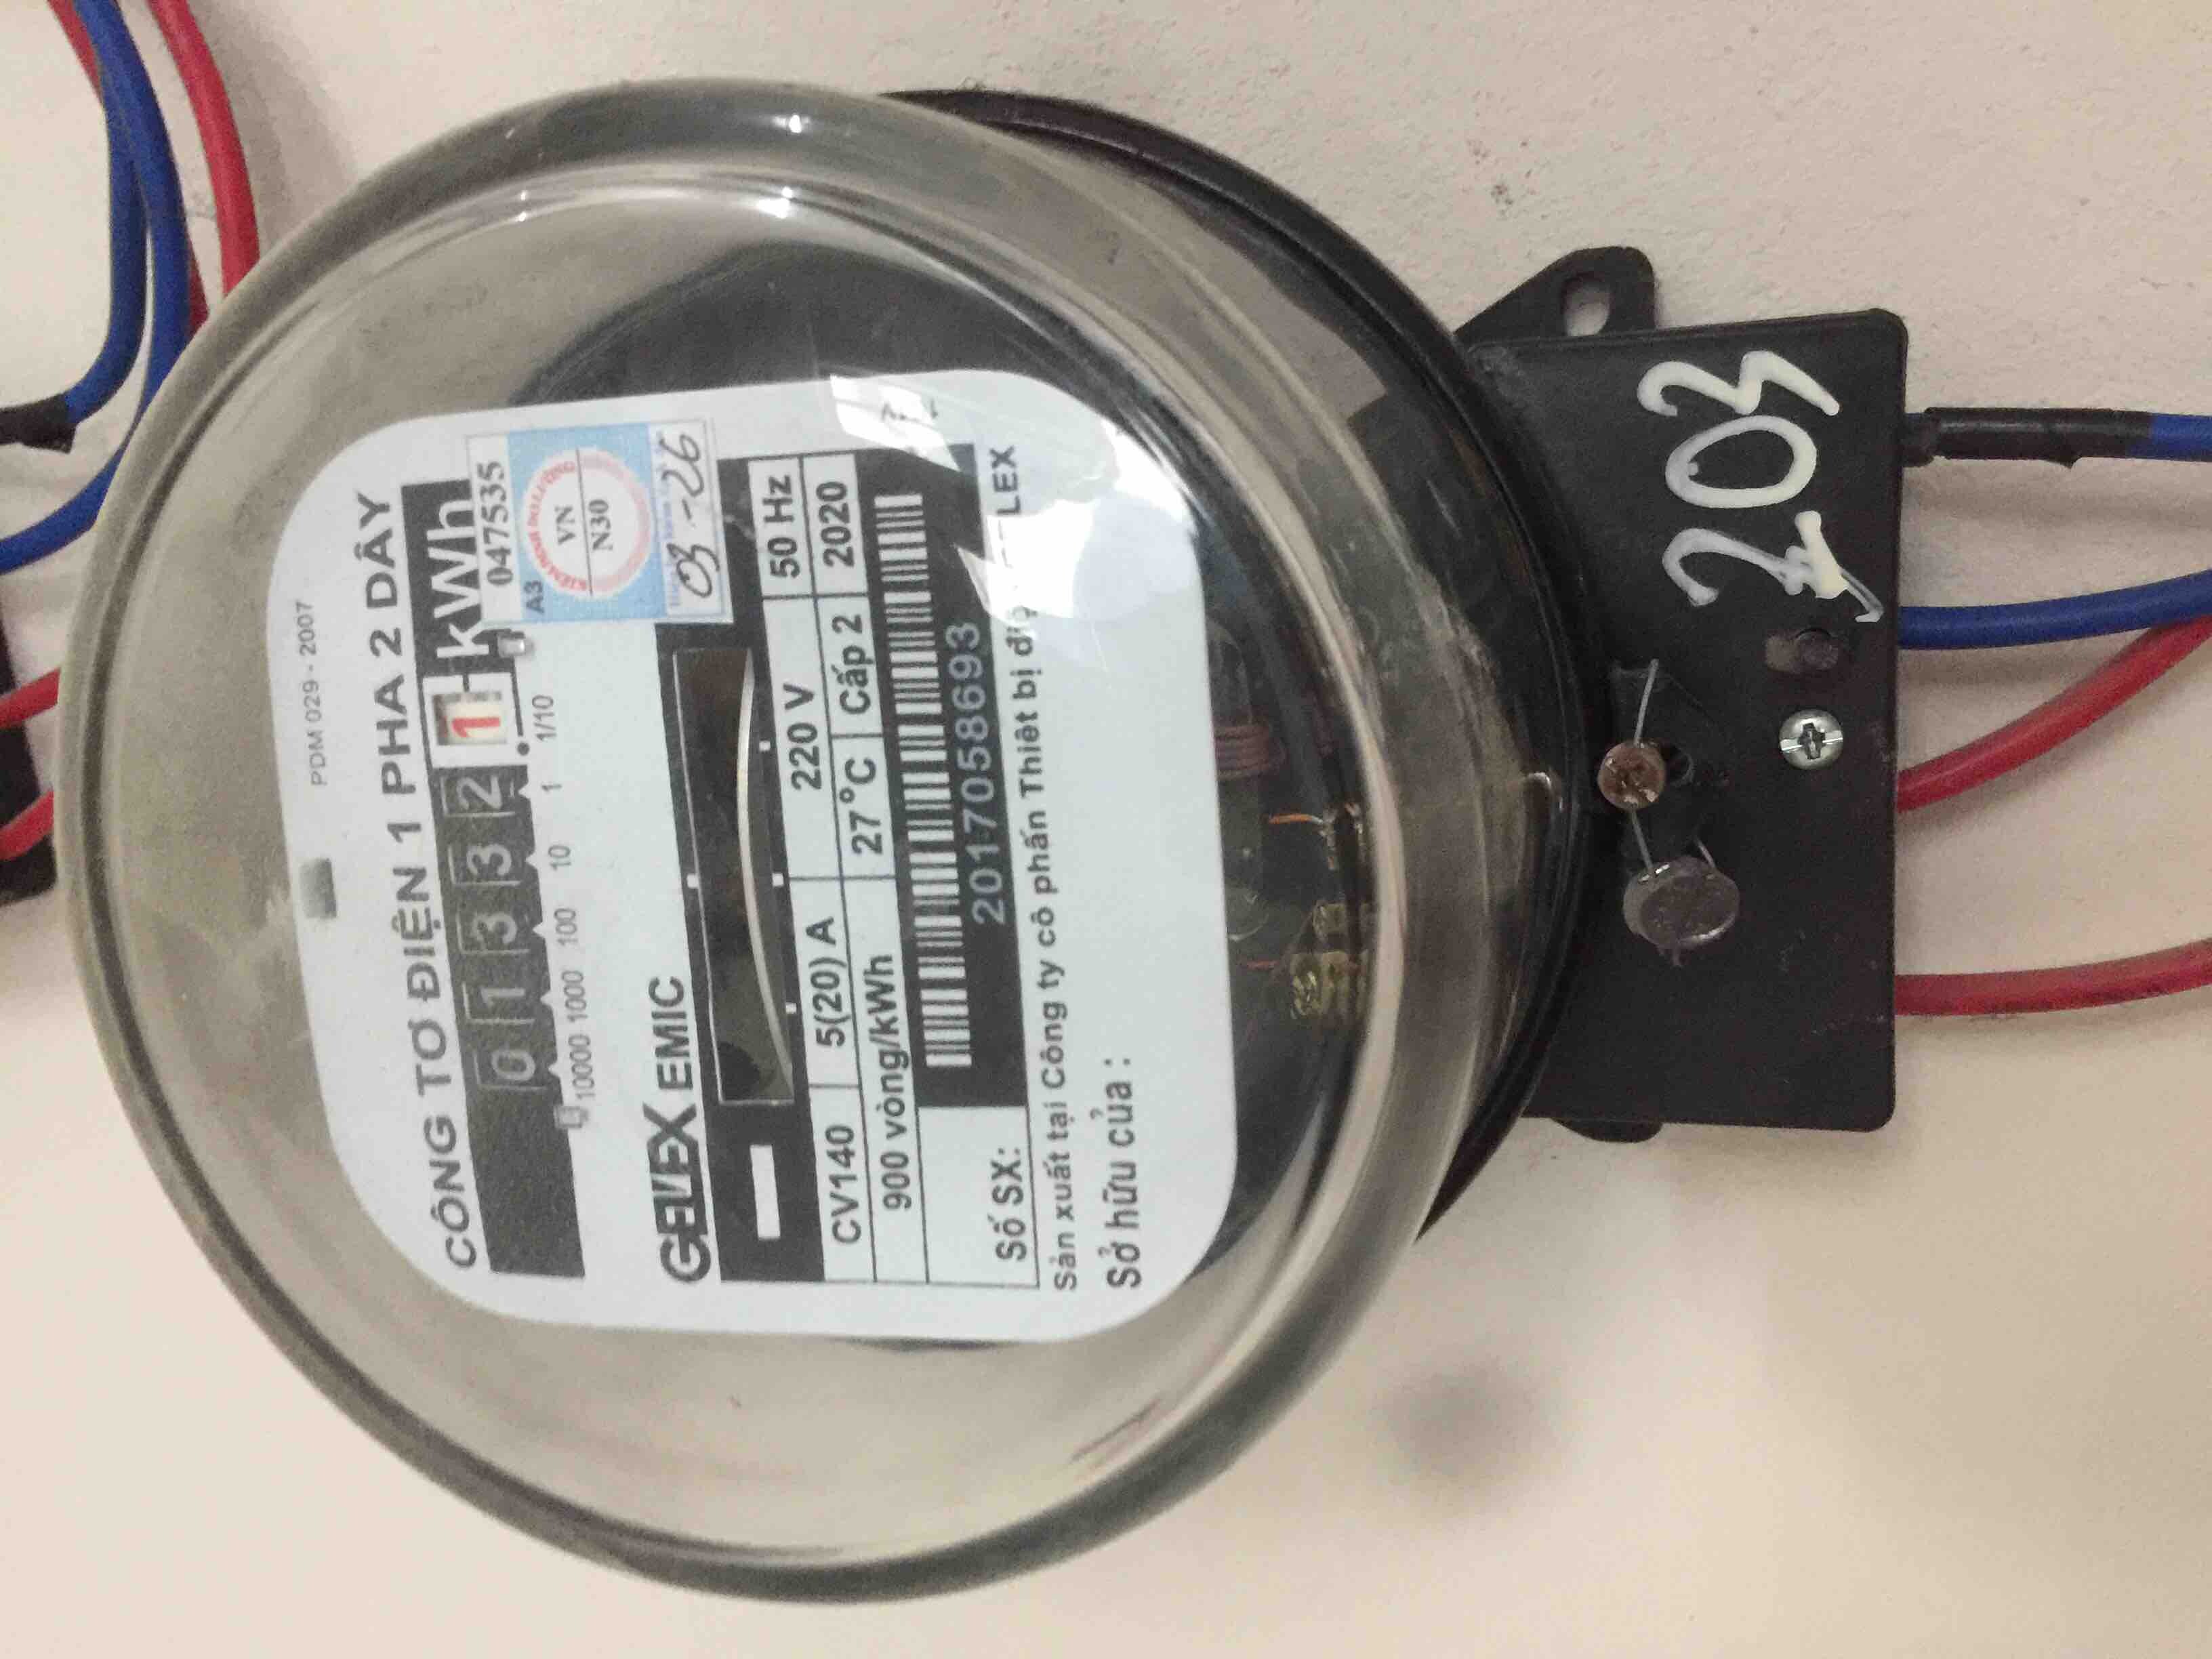 PDM 029 - 2007
CÔNG TƠ ĐIỆN 1 PHA 2 DÂY
0 1 3 3 2 1 kWh
10000 1000 100 10 1 1/10
047535
A3
VN
N30
03 - 26
GELEX EMIC
CV140 5(20) A 220 V 50 Hz
900 vòng/kWh 27°C Cấp 2 2020
Số SX: 2017058693
Sản xuất tại Công ty cổ phần Thiết bị LEX
Sở hữu của :
203